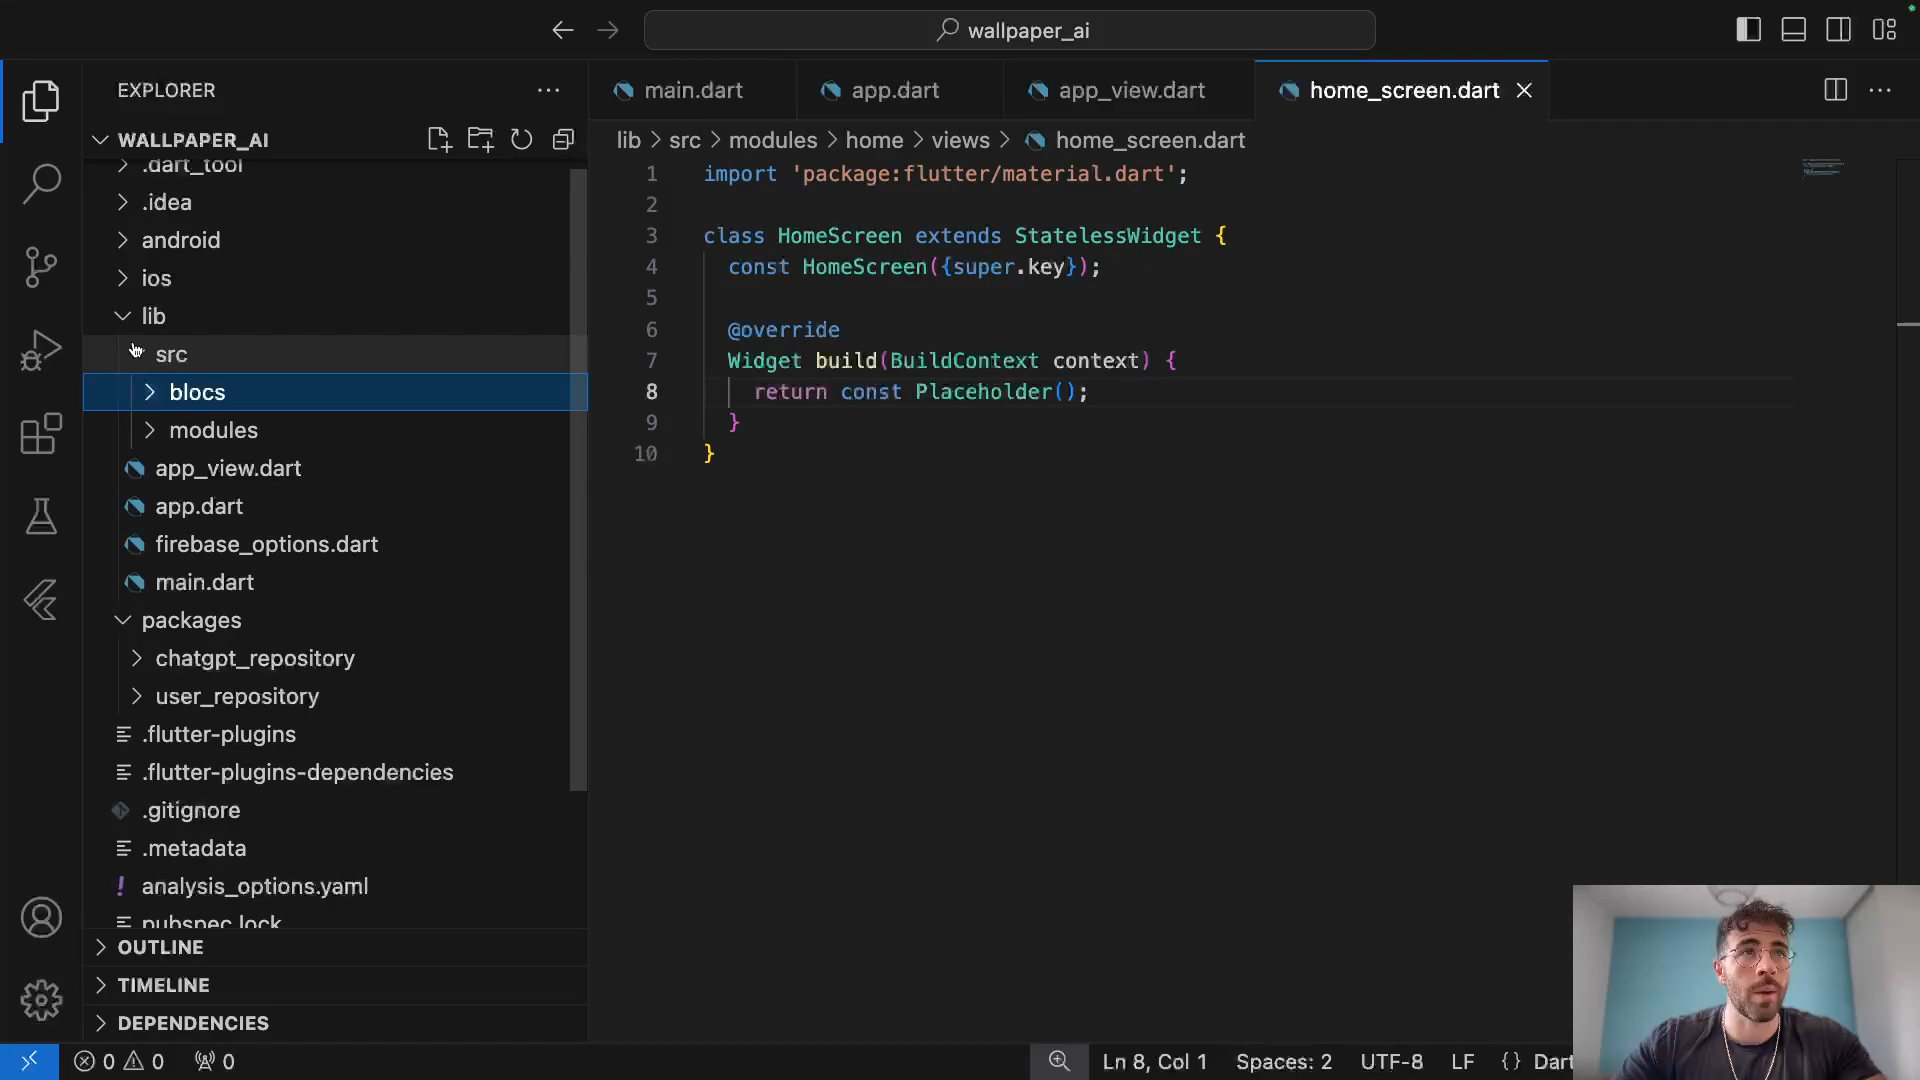 wallpaper_ai
EXPLORER
WALLPAPER_AI
.dart_tool
.idea
android
ios
lib
src
blocs
modules
app_view.dart
app.dart
firebase_options.dart
main.dart
packages
chatgpt_repository
user_repository
.flutter-plugins
.flutter-plugins-dependencies
.gitignore
.metadata
! analysis_options.yaml
pubspec.lock
OUTLINE
TIMELINE
DEPENDENCIES
main.dart app.dart app_view.dart home_screen.dart
lib > src > modules > home > views > home_screen.dart
1 import 'package:flutter/material.dart';
2
3 class HomeScreen extends StatelessWidget {
4 const HomeScreen({super.key});
5
6 @override
7 Widget build(BuildContext context) {
8 return const Placeholder();
9 }
10 }
0 0 0 Ln 8, Col 1 Spaces: 2 UTF-8 LF {} Dart